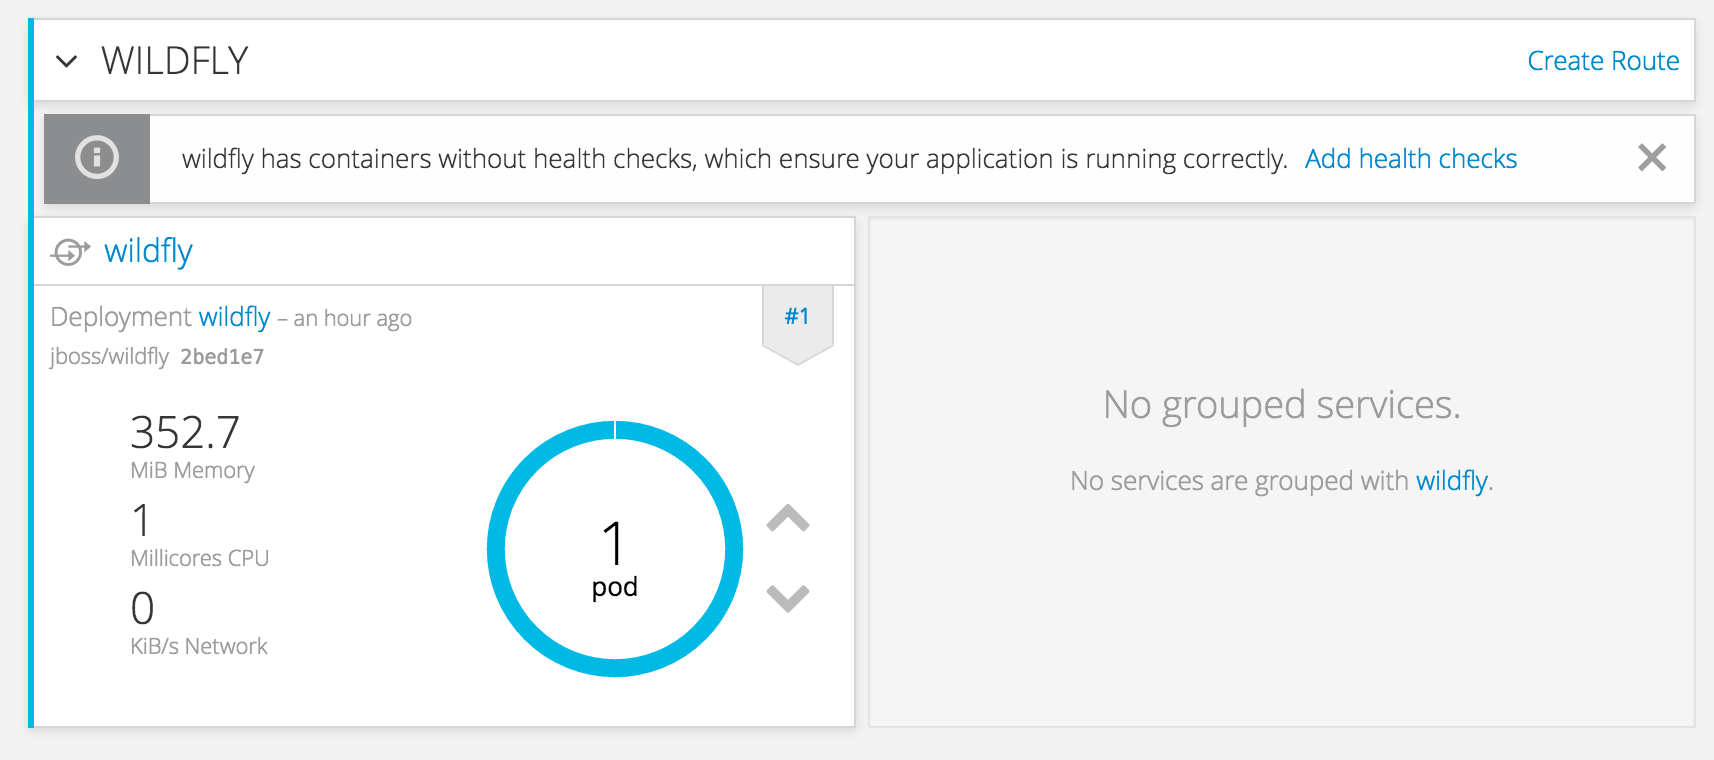 WILDFLY
Create Route
wildfly has containers without health checks, which ensure your application is running correctly. Add health checks
wildfly
Deployment wildfly – an hour ago
#1
jboss/wildfly 2bed1e7
352.7
MiB Memory
1
Millicores CPU
0
KiB/s Network
1
pod
No grouped services.
No services are grouped with wildfly.